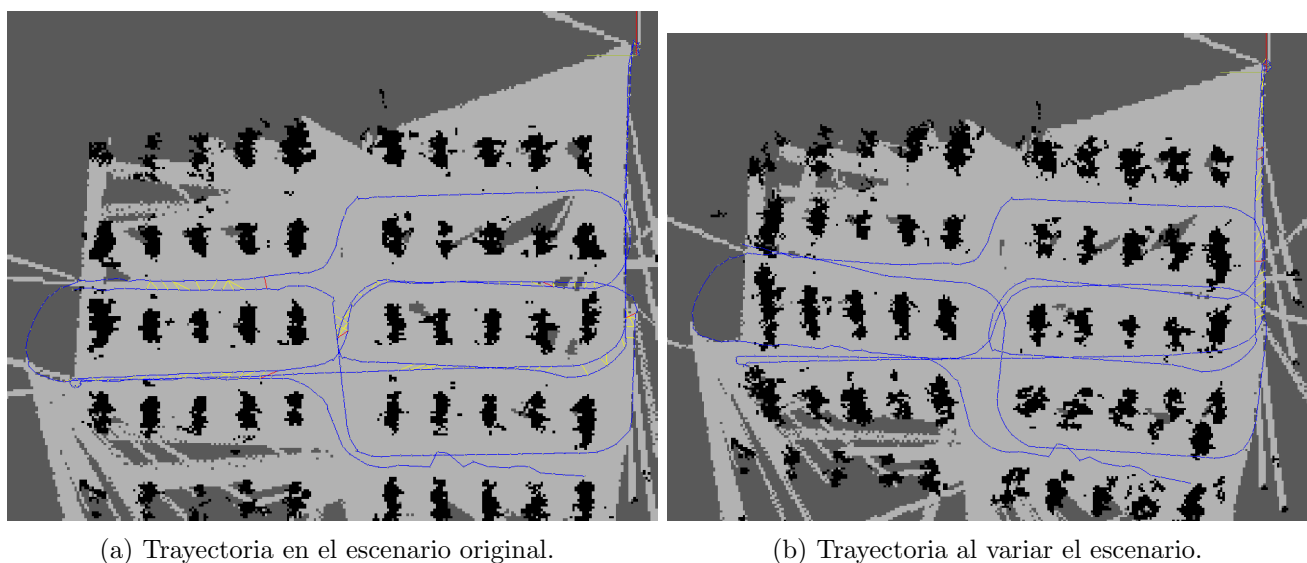 (a) Trayectoria en el escenario original.
(b) Trayectoria al variar el escenario.